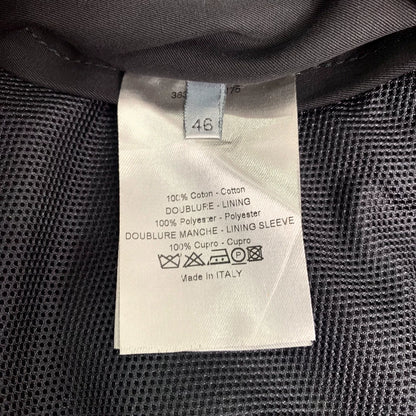 46
100% Coton - Cotton
DOUBLURE - LINING
100% Polyester - Polyester
DOUBLURE MANCHE - LINING SLEEVE
100% Cupro - Cupro
Made in ITALY